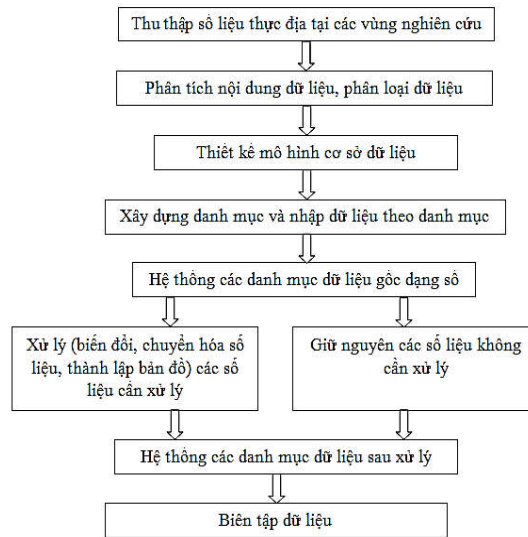 Thu thập số liệu thực địa tại các vùng nghiên cứu
Phân tích nội dung dữ liệu, phân loại dữ liệu
Thiết kế mô hình cơ sở dữ liệu
Xây dựng danh mục và nhập dữ liệu theo danh mục
Hệ thống các danh mục dữ liệu gốc dạng số
Xử lý (biến đổi, chuyển hóa số
liệu, thành lập bản đồ) các số
liệu cần xử lý
Giữ nguyên các số liệu không
cần xử lý
Hệ thống các danh mục dữ liệu sau xử lý
Biên tập dữ liệu